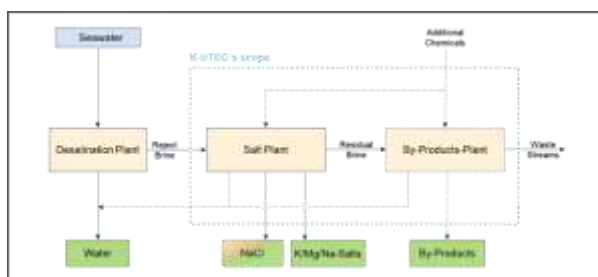 Seawater
Additional
Chemicals
K-UTEC's scope
Desalination Plant
Reject
Brine
Salt Plant
Residual
Brine
By-Products-Plant
Waste
Streams
Water
NaCl
K/Mg/Na-Salts
By-Products